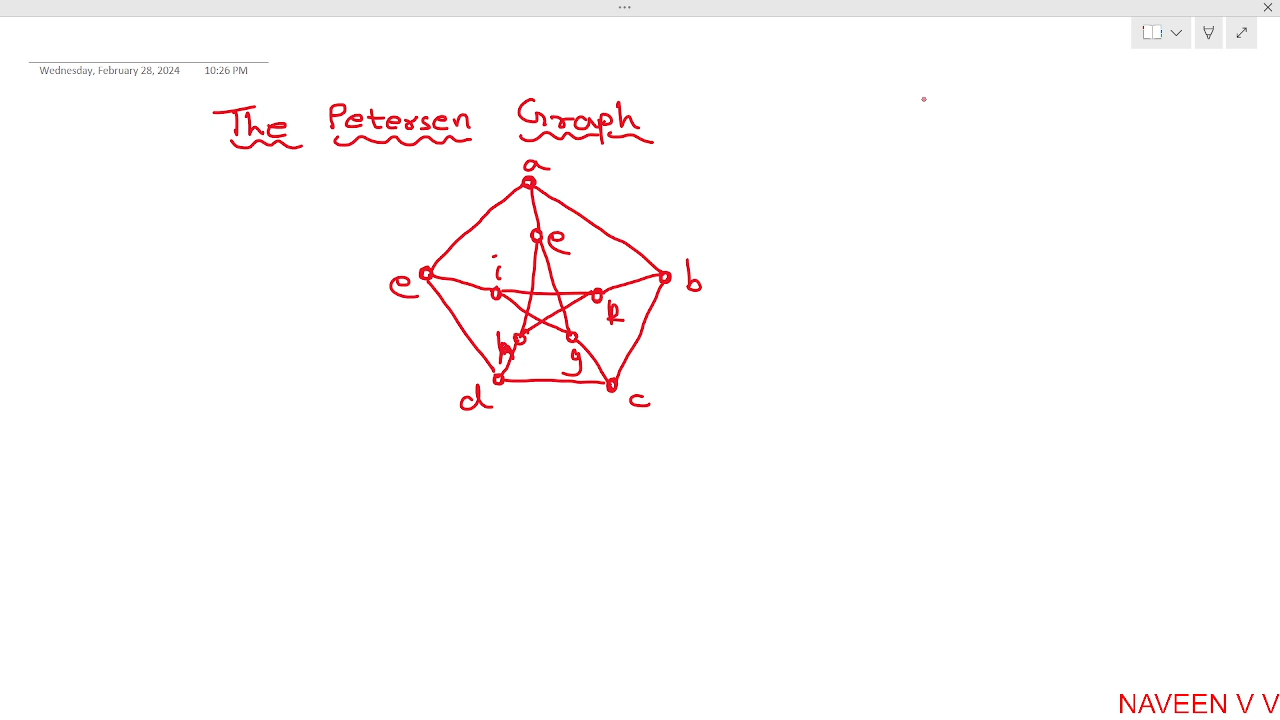 Wednesday, February 28, 2024 10:26 PM
The Petersen Graph
a
e
i
e
b
k
h
g
d
c
NAVEEN V V